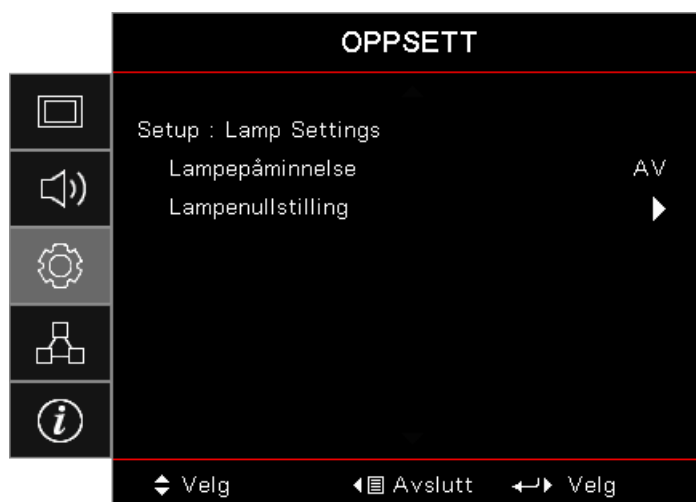 OPPSETT
Setup : Lamp Settings
Lampepåminnelse AV
Lampenullstilling
Velg Avslutt Velg